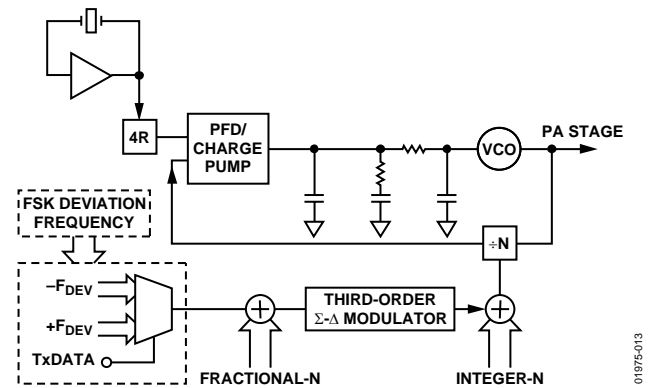 4R
PFD/
CHARGE
PUMP
VCO
PA STAGE
FSK DEVIATION
FREQUENCY
÷N
–FDEV
+FDEV
TxDATA
THIRD-ORDER
Σ-Δ MODULATOR
FRACTIONAL-N
INTEGER-N
01975-013